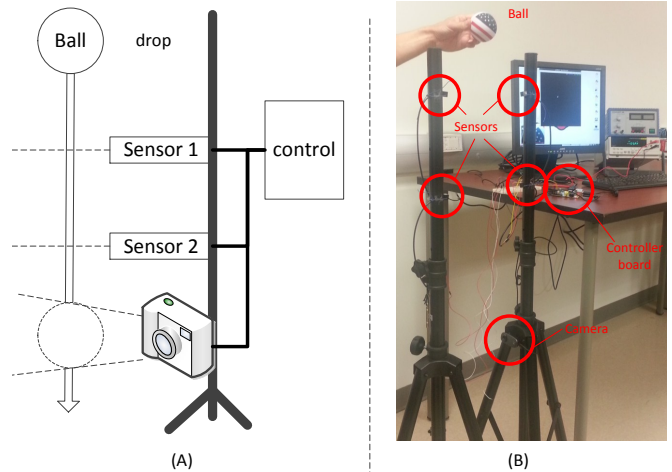 Ball
drop
Sensor 1
control
Sensor 2
(A)
Ball
Sensors
Controller
board
Camera
(B)